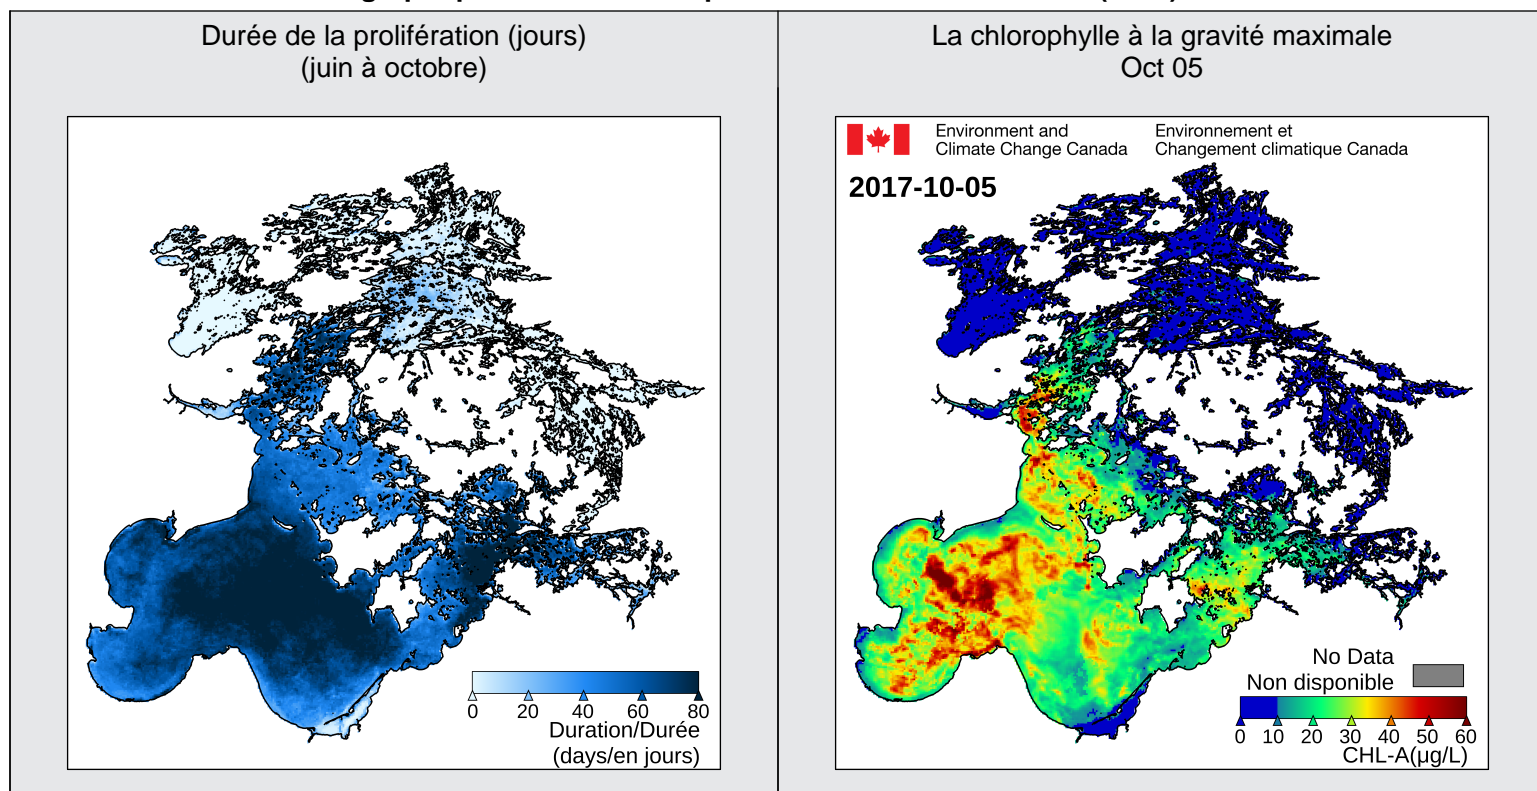 Durée de la prolifération (jours)
(juin à octobre)
La chlorophylle à la gravité maximale
Oct 05
0 20 40 60 80
Duration/Durée
(days/en jours)
Environment and
Climate Change Canada
Environnement et
Changement climatique Canada
2017-10-05
No Data
Non disponible
0 10 20 30 40 50 60
CHL-A(µg/L)